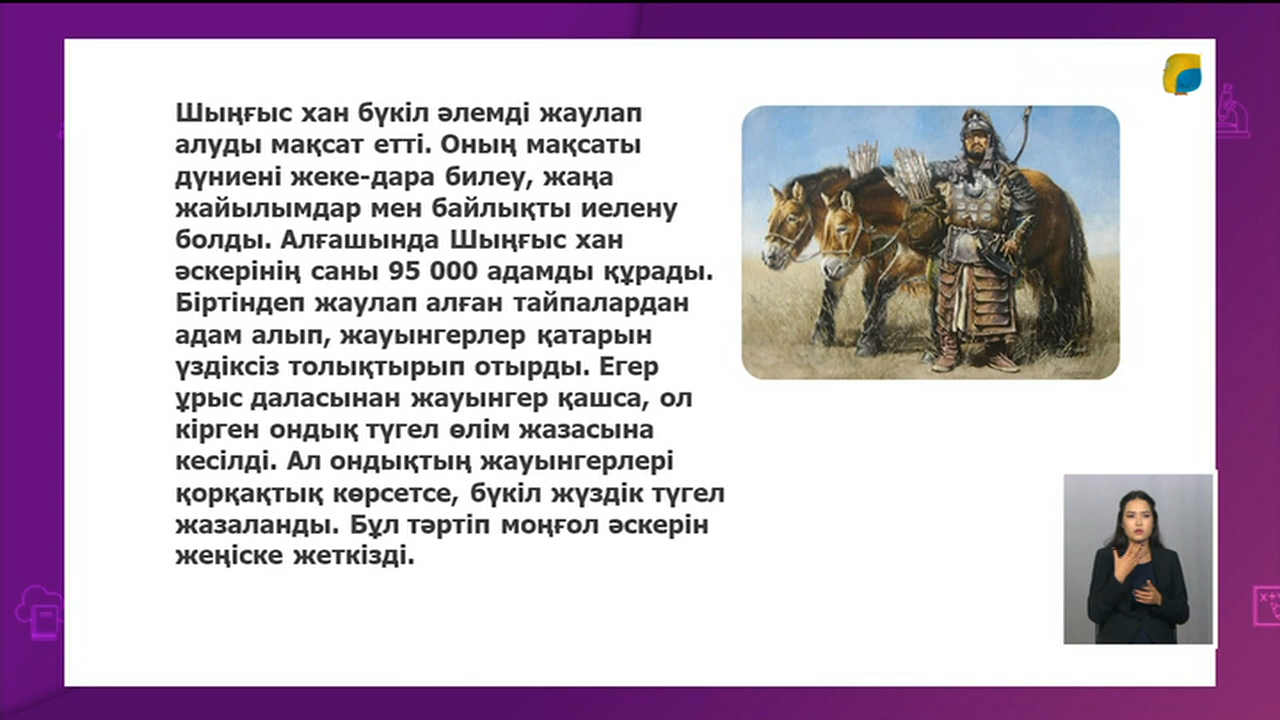 Шыңғыс хан бүкіл әлемді жаулап
алуды мақсат етті. Оның мақсаты
дүниені жеке-дара билеу, жаңа
жайылымдар мен байлықты иелену
болды. Алғашында Шыңғыс хан
әскерінің саны 95 000 адамды құрады.
Біртіндеп жаулап алған тайпалардан
адам алып, жауынгерлер қатарын
үздіксіз толықтырып отырды. Егер
ұрыс даласынан жауынгер қашса, ол
кірген ондық түгел өлім жазасына
кесілді. Ал ондықтың жауынгерлері
қорқақтық көрсетсе, бүкіл жүздік түгел
жазаланды. Бұл тәртіп моңғол әскерін
жеңіске жеткізді.